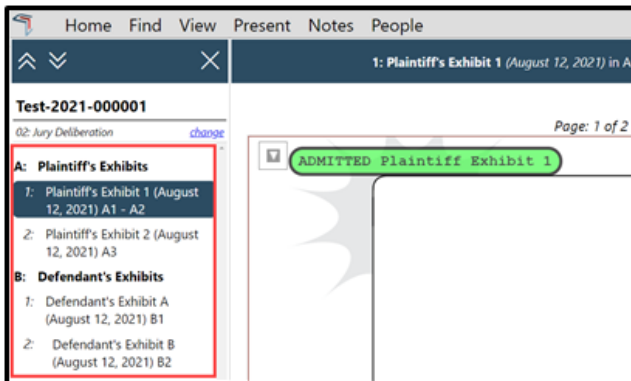 Home Find View Present Notes People
1: Plaintiff's Exhibit 1 (August 12, 2021) in
Test-2021-000001
02: Jury Deliberation change
Page: 1 of 2
A: Plaintiff's Exhibits
ADMITTED Plaintiff Exhibit 1
1: Plaintiff's Exhibit 1 (August
12, 2021) A1 - A2
2: Plaintiff's Exhibit 2 (August
12, 2021) A3
B: Defendant's Exhibits
1: Defendant's Exhibit A
(August 12, 2021) B1
2: Defendant's Exhibit B
(August 12, 2021) B2